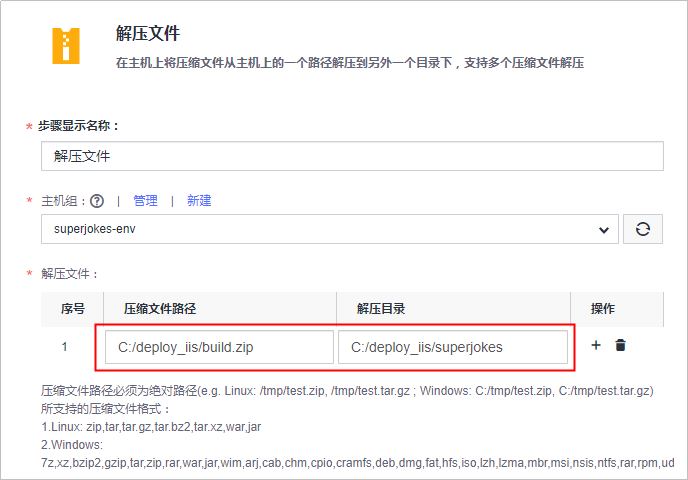 解压文件
在主机上将压缩文件从主机上的一个路径解压到另外一个目录下，支持多个压缩文件解压
* 步骤显示名称：
解压文件
* 主机组：? | 管理 | 新建
superjokes-env
* 解压文件：
序号 压缩文件路径 解压目录 操作
1 C:/deploy_iis/build.zip C:/deploy_iis/superjokes +
压缩文件路径必须为绝对路径(e.g. Linux: /tmp/test.zip, /tmp/test.tar.gz ; Windows: C:/tmp/test.zip, C:/tmp/test.tar.gz)
所支持的压缩文件格式：
1.Linux: zip,tar,tar.gz,tar.bz2,tar.xz,war,jar
2.Windows:
7z,xz,bzip2,gzip,tar,zip,rar,war,jar,wim,arj,cab,chm,cpio,cramfs,deb,dmg,fat,hfs,iso,lzh,lzma,mbr,msi,nsis,ntfs,rar,rpm,ud